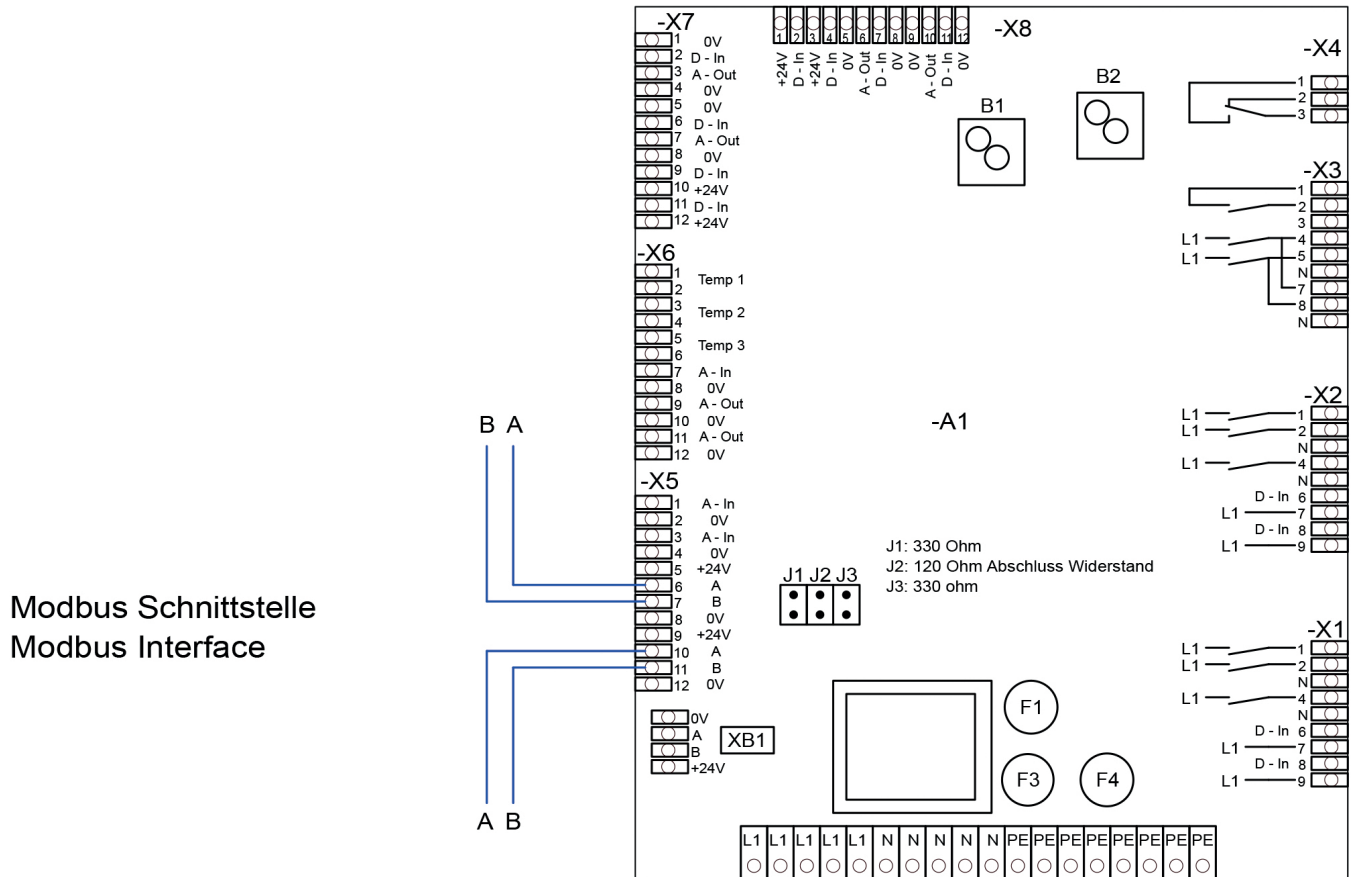 -X7
1 0V
2 D - In
3 A - Out
4 0V
5 0V
6 D - In
7 A - Out
8 0V
9 D - In
10 +24V
11 D - In
12 +24V
-X8
1 2 3 4 5 6 7 8 9 10 11 12
+24V D - In +24V D - In 0V A - Out D - In 0V 0V A - Out D - In 0V
B1
B2
-X4
1
2
3
-X3
1
2
3
L1 4
L1 5
N
7
8
N
-X6
1
2
Temp 1
3
4
Temp 2
5
6
Temp 3
7 A - In
8 0V
9 A - Out
10 0V
11 A - Out
12 0V
-A1
-X2
L1 1
L1 2
N
L1 4
N
D - In 6
L1 7
D - In 8
L1 9
B A
-X5
1 A - In
2 0V
3 A - In
4 0V
5 +24V
6 A
7 B
8 0V
9 +24V
10 A
11 B
12 0V
Modbus Schnittstelle
Modbus Interface
A B
J1 J2 J3
J1: 330 Ohm
J2: 120 Ohm Abschluss Widerstand
J3: 330 ohm
-X1
L1 1
L1 2
N
L1 4
N
D - In 6
L1 7
D - In 8
L1 9
0V
A
B
+24V
XB1
F1
F3
F4
L1 L1 L1 L1 L1 N N N N N PE PE PE PE PE PE PE PE